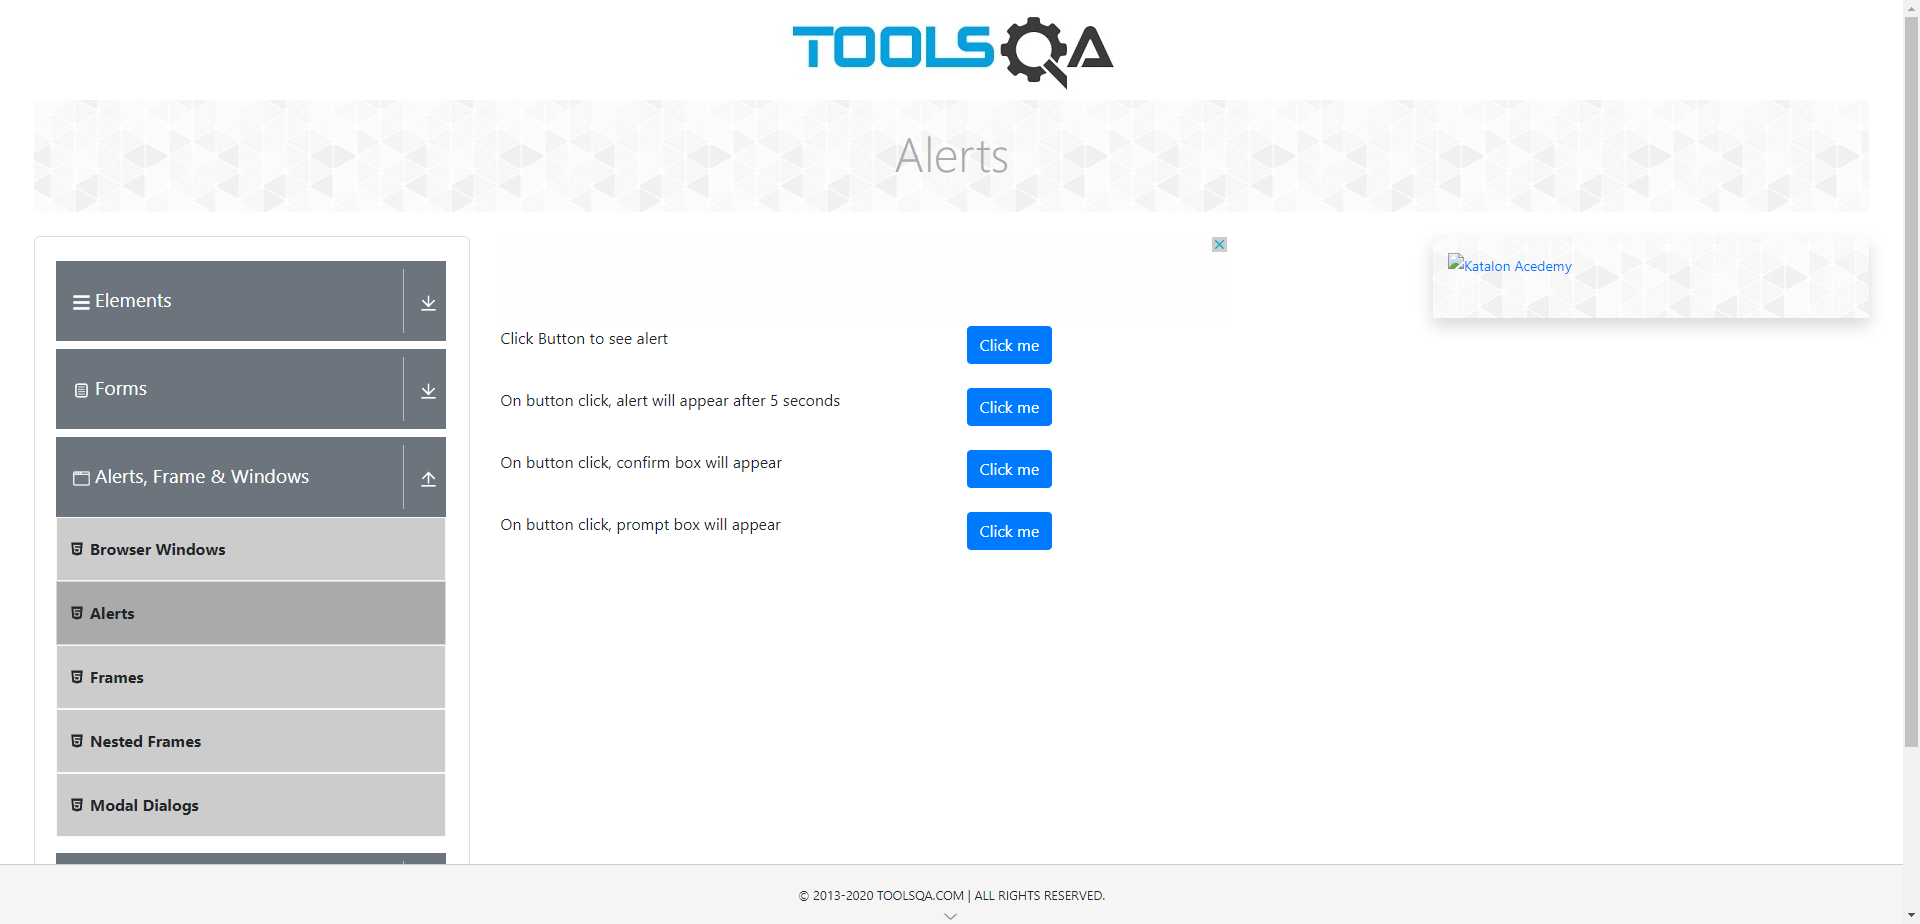 TOOLSQA
Alerts
Elements
Forms
Alerts, Frame & Windows
Browser Windows
Alerts
Frames
Nested Frames
Modal Dialogs
Click Button to see alert
Click me
On button click, alert will appear after 5 seconds
Click me
On button click, confirm box will appear
Click me
On button click, prompt box will appear
Click me
Katalon Acedemy
© 2013-2020 TOOLSQA.COM | ALL RIGHTS RESERVED.